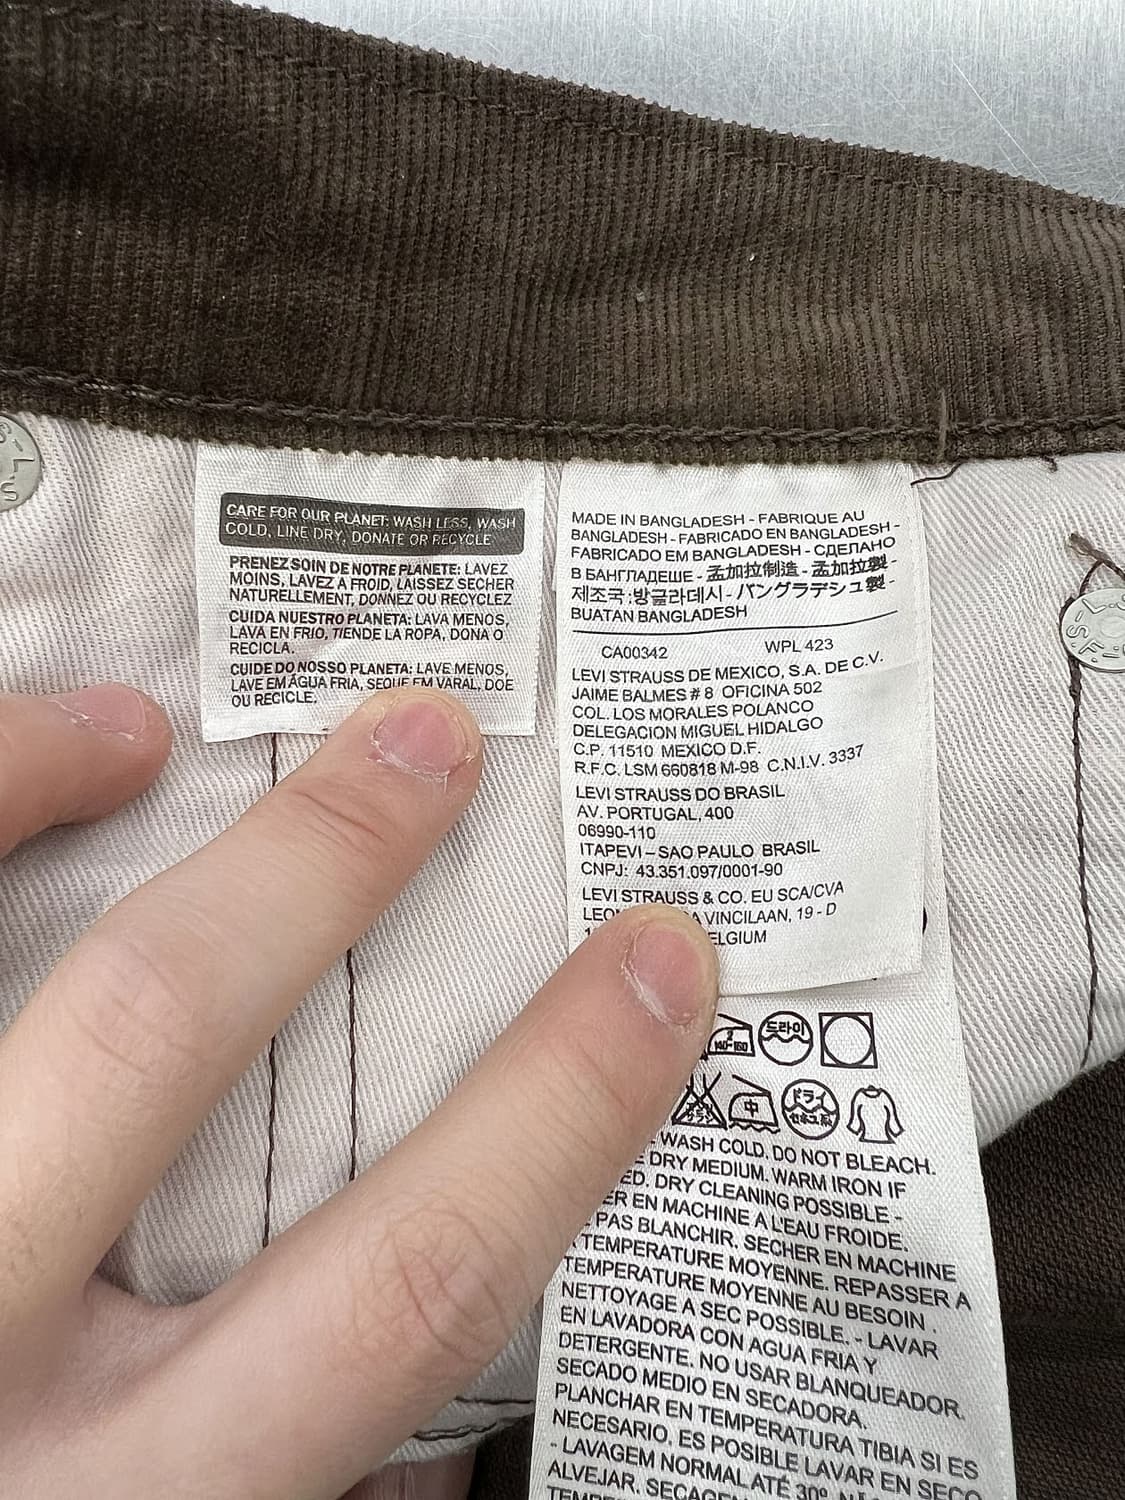 CARE FOR OUR PLANET: WASH LESS, WASH
COLD, LINE DRY, DONATE OR RECYCLE
PRENEZ SOIN DE NOTRE PLANETE: LAVEZ
MOINS, LAVEZ A FROID, LAISSEZ SECHER
NATURELLEMENT, DONNEZ OU RECYCLEZ
CUIDA NUESTRO PLANETA: LAVA MENOS,
LAVA EN FRIO, TIENDE LA ROPA, DONA O
RECICLA.
CUIDE DO NOSSO PLANETA: LAVE MENOS,
LAVE EM ÁGUA FRIA, SEQUE EM VARAL, DOE
OU RECICLE.
MADE IN BANGLADESH - FABRIQUE AU
BANGLADESH - FABRICADO EN BANGLADESH -
FABRICADO EM BANGLADESH - СДЕЛАНО
В БАНГЛАДЕШЕ - 孟加拉制造 - 孟加拉製 -
제조국:방글라데시 - バングラデシュ製 -
BUATAN BANGLADESH
CA00342 WPL 423
LEVI STRAUSS DE MEXICO, S.A. DE C.V.
JAIME BALMES # 8 OFICINA 502
COL. LOS MORALES POLANCO
DELEGACION MIGUEL HIDALGO
C.P. 11510 MEXICO D.F.
R.F.C. LSM 660818 M-98 C.N.I.V. 3337
LEVI STRAUSS DO BRASIL
AV. PORTUGAL, 400
06990-110
ITAPEVI – SAO PAULO BRASIL
CNPJ: 43.351.097/0001-90
LEVI STRAUSS & CO. EU SCA/CVA
VINCILAAN, 19 - D
ELGIUM
2 140-160 드라이
中 ドライ
WASH COLD. DO NOT BLEACH.
DRY MEDIUM. WARM IRON IF
ED. DRY CLEANING POSSIBLE -
ER EN MACHINE A L'EAU FROIDE.
PAS BLANCHIR. SECHER EN MACHINE
TEMPERATURE MOYENNE. REPASSER A
TEMPERATURE MOYENNE AU BESOIN .
NETTOYAGE A SEC POSSIBLE. - LAVAR
EN LAVADORA CON AGUA FRIA Y
DETERGENTE. NO USAR BLANQUEADOR.
SECADO MEDIO EN SECADORA.
PLANCHAR EN TEMPERATURA TIBIA SI ES
NECESARIO. ES POSIBLE LAVAR EN SECO
- LAVAGEM NORMAL ATÉ 30º.
ALVEJAR.